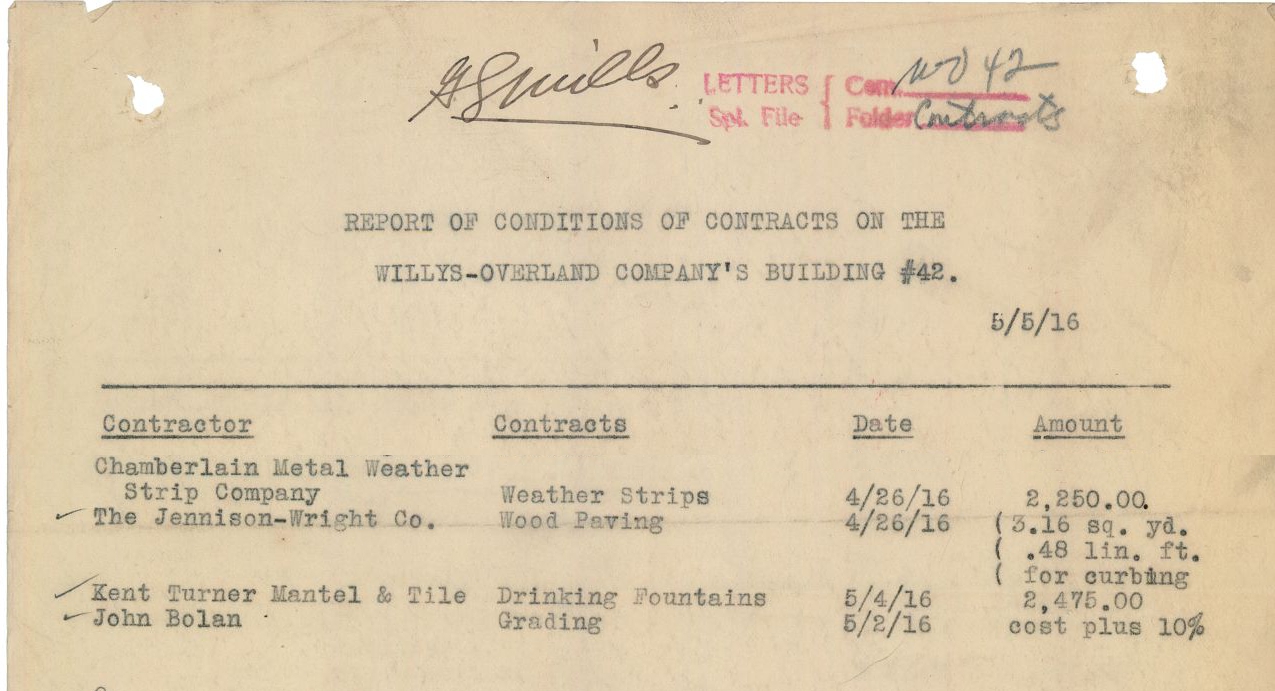 G S Mills
LETTERS { Com. WO 42
Spl. File { Folder Contracts
REPORT OF CONDITIONS OF CONTRACTS ON THE
WILLYS-OVERLAND COMPANY'S BUILDING #42.
5/5/16
Contractor Contracts Date Amount
Chamberlain Metal Weather
Strip Company Weather Strips 4/26/16 2,250.00.
✓ The Jennison-Wright Co. Wood Paving 4/26/16 (3.16 sq. yd.
( .48 lin. ft.
( for curbing
✓ Kent Turner Mantel & Tile Drinking Fountains 5/4/16 2,475.00
✓ John Bolan Grading 5/2/16 cost plus 10%